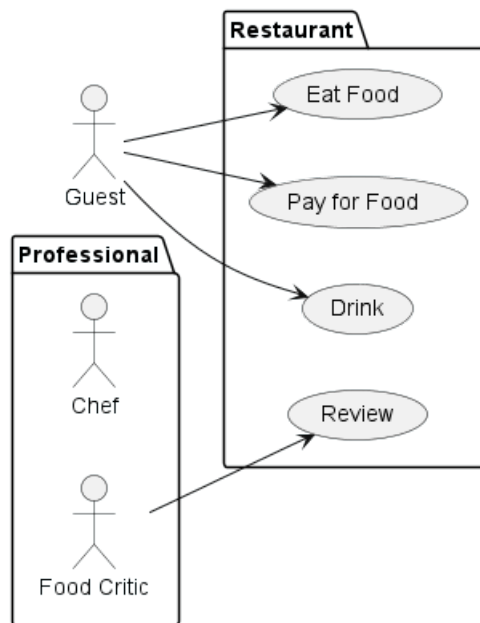 Restaurant
Eat Food
Guest
Pay for Food
Professional
Drink
Chef
Review
Food Critic